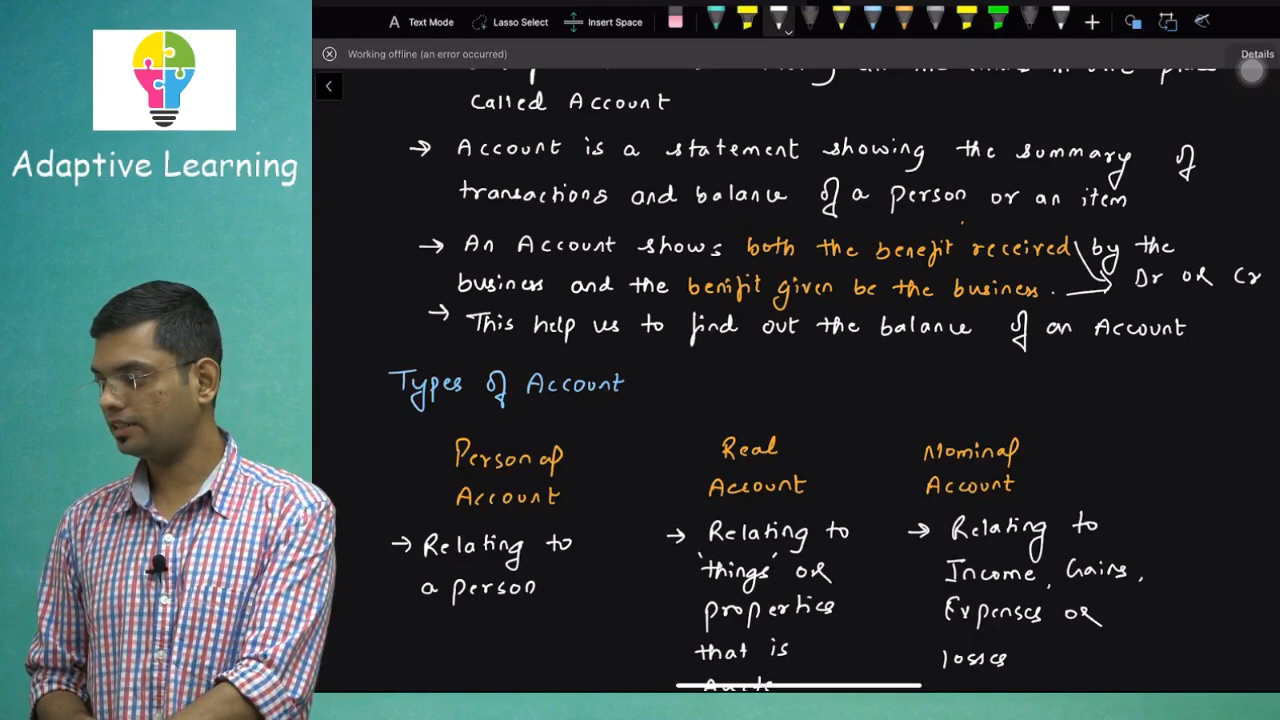 Text Mode
Lasso Select
Insert Space
Working offline (an error occurred)
Details
Adaptive Learning
in one place
Called Account
→ Account is a statement showing the summary of
transactions and balance of a person or an item
→ An Account shows both the benefit received by the
business and the benifit given be the business. → Dr or Cr
→ This help us to find out the balance of an Account
Types of Account
Personal
Account
→ Relating to
a person
Real
Account
→ Relating to
'things' or
properties
that is
Nominal
Account
→ Relating to
Income, Gains,
Expenses or
losses